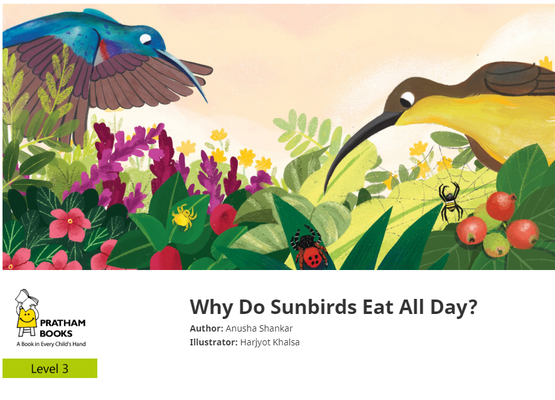 Why Do Sunbirds Eat All Day?
Author: Anusha Shankar
Illustrator: Harjyot Khalsa
PRATHAM
BOOKS
A Book in Every Child's Hand
Level 3